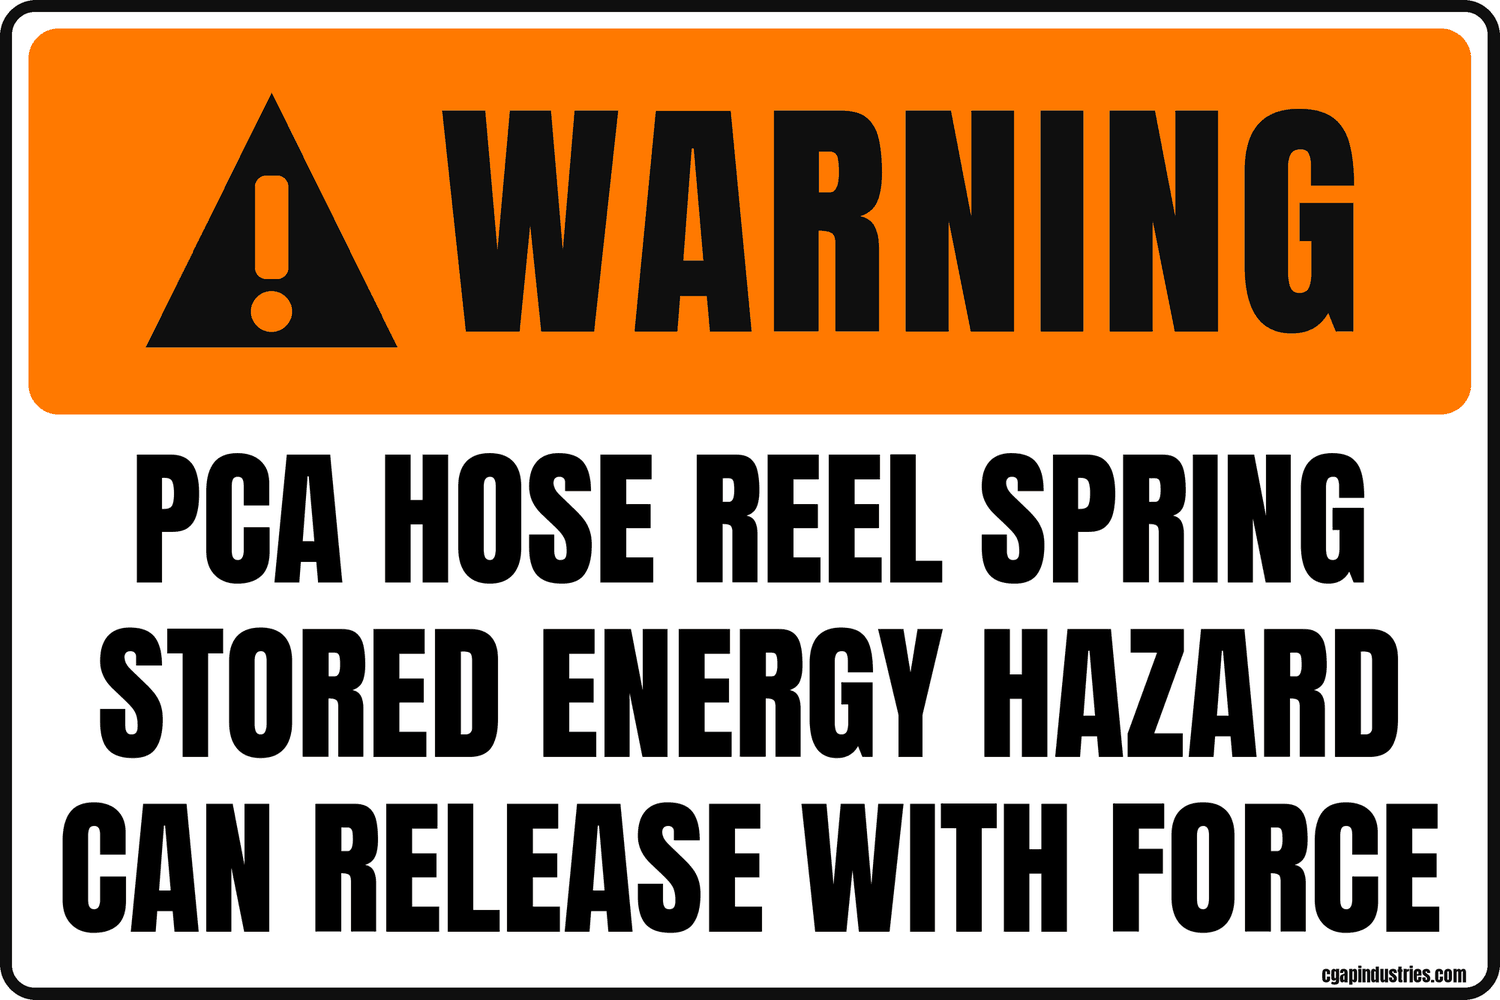 WARNING
PCA HOSE REEL SPRING
STORED ENERGY HAZARD
CAN RELEASE WITH FORCE
cgapindustries.com